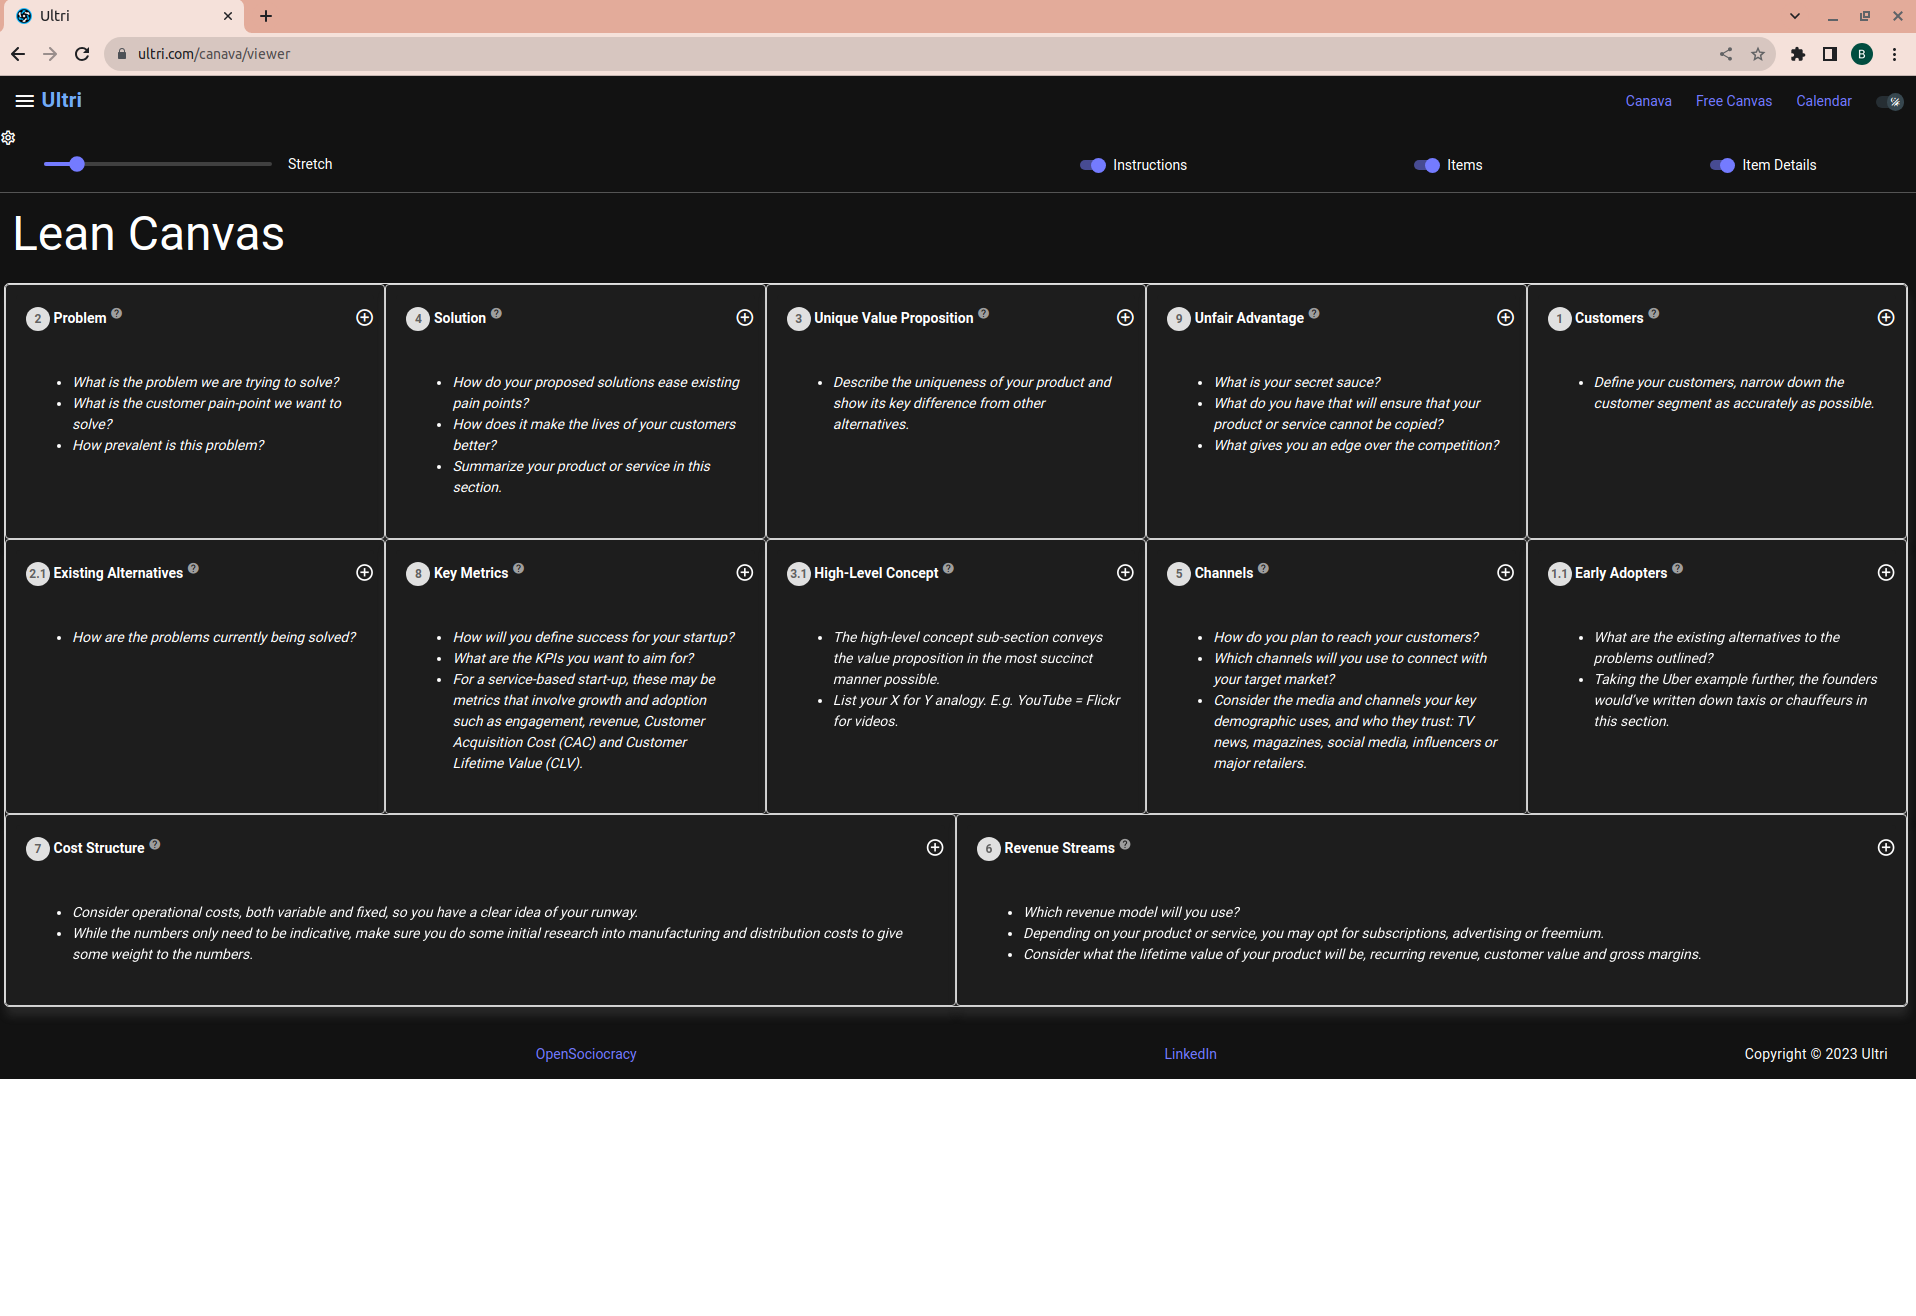 Ultri
ultri.com/canava/viewer
B
Ultri
Canava
Free Canvas
Calendar
Stretch
Instructions
Items
Item Details
Lean Canvas
2 Problem ?
What is the problem we are trying to solve?
What is the customer pain-point we want to
solve?
How prevalent is this problem?
4 Solution ?
How do your proposed solutions ease existing
pain points?
How does it make the lives of your customers
better?
Summarize your product or service in this
section.
3 Unique Value Proposition ?
Describe the uniqueness of your product and
show its key difference from other
alternatives.
9 Unfair Advantage ?
What is your secret sauce?
What do you have that will ensure that your
product or service cannot be copied?
What gives you an edge over the competition?
1 Customers ?
Define your customers, narrow down the
customer segment as accurately as possible.
2.1 Existing Alternatives ?
How are the problems currently being solved?
8 Key Metrics ?
How will you define success for your startup?
What are the KPIs you want to aim for?
For a service-based start-up, these may be
metrics that involve growth and adoption
such as engagement, revenue, Customer
Acquisition Cost (CAC) and Customer
Lifetime Value (CLV).
3.1 High-Level Concept ?
The high-level concept sub-section conveys
the value proposition in the most succinct
manner possible.
List your X for Y analogy. E.g. YouTube = Flickr
for videos.
5 Channels ?
How do you plan to reach your customers?
Which channels will you use to connect with
your target market?
Consider the media and channels your key
demographic uses, and who they trust: TV
news, magazines, social media, influencers or
major retailers.
1.1 Early Adopters ?
What are the existing alternatives to the
problems outlined?
Taking the Uber example further, the founders
would've written down taxis or chauffeurs in
this section.
7 Cost Structure ?
Consider operational costs, both variable and fixed, so you have a clear idea of your runway.
While the numbers only need to be indicative, make sure you do some initial research into manufacturing and distribution costs to give
some weight to the numbers.
6 Revenue Streams ?
Which revenue model will you use?
Depending on your product or service, you may opt for subscriptions, advertising or freemium.
Consider what the lifetime value of your product will be, recurring revenue, customer value and gross margins.
OpenSociocracy
LinkedIn
Copyright © 2023 Ultri